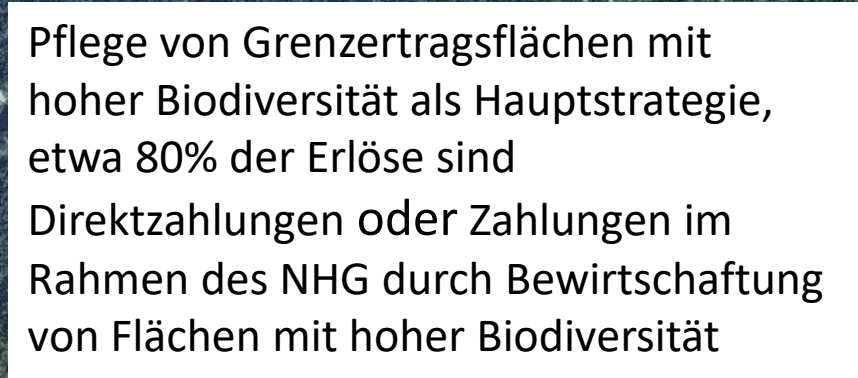 Pflege von Grenzertragsflächen mit
hoher Biodiversität als Hauptstrategie,
etwa 80% der Erlöse sind
Direktzahlungen oder Zahlungen im
Rahmen des NHG durch Bewirtschaftung
von Flächen mit hoher Biodiversität